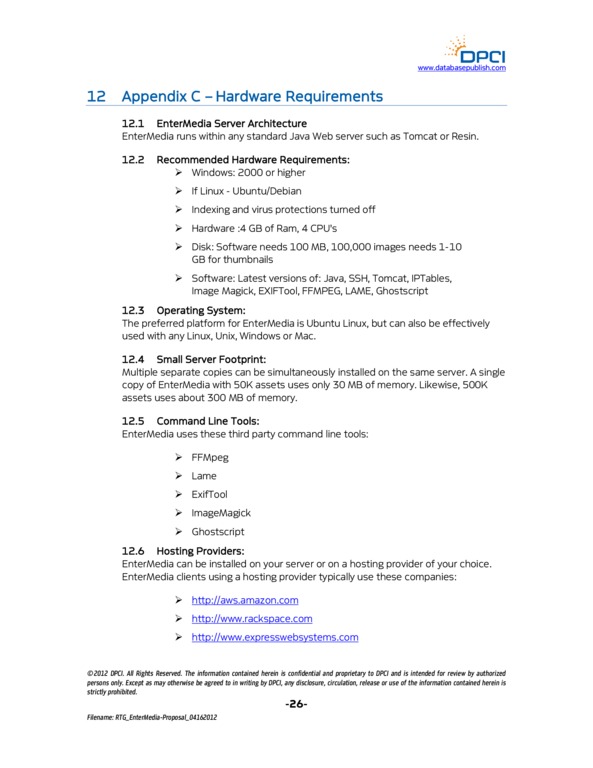 DPCI
www.databasepublish.com
12 Appendix C – Hardware Requirements
12.1 EnterMedia Server Architecture
EnterMedia runs within any standard Java Web server such as Tomcat or Resin.
12.2 Recommended Hardware Requirements:
➢ Windows: 2000 or higher
➢ If Linux - Ubuntu/Debian
➢ Indexing and virus protections turned off
➢ Hardware :4 GB of Ram, 4 CPU's
➢ Disk: Software needs 100 MB, 100,000 images needs 1-10
GB for thumbnails
➢ Software: Latest versions of: Java, SSH, Tomcat, IPTables,
Image Magick, EXIFTool, FFMPEG, LAME, Ghostscript
12.3 Operating System:
The preferred platform for EnterMedia is Ubuntu Linux, but can also be effectively
used with any Linux, Unix, Windows or Mac.
12.4 Small Server Footprint:
Multiple separate copies can be simultaneously installed on the same server. A single
copy of EnterMedia with 50K assets uses only 30 MB of memory. Likewise, 500K
assets uses about 300 MB of memory.
12.5 Command Line Tools:
EnterMedia uses these third party command line tools:
➢ FFMpeg
➢ Lame
➢ ExifTool
➢ ImageMagick
➢ Ghostscript
12.6 Hosting Providers:
EnterMedia can be installed on your server or on a hosting provider of your choice.
EnterMedia clients using a hosting provider typically use these companies:
➢ http://aws.amazon.com
➢ http://www.rackspace.com
➢ http://www.expresswebsystems.com
©2012 DPCI. All Rights Reserved. The information contained herein is confidential and proprietary to DPCI and is intended for review by authorized
persons only. Except as may otherwise be agreed to in writing by DPCI, any disclosure, circulation, release or use of the information contained herein is
strictly prohibited.
-26-
Filename: RTG_EnterMedia-Proposal_04162012